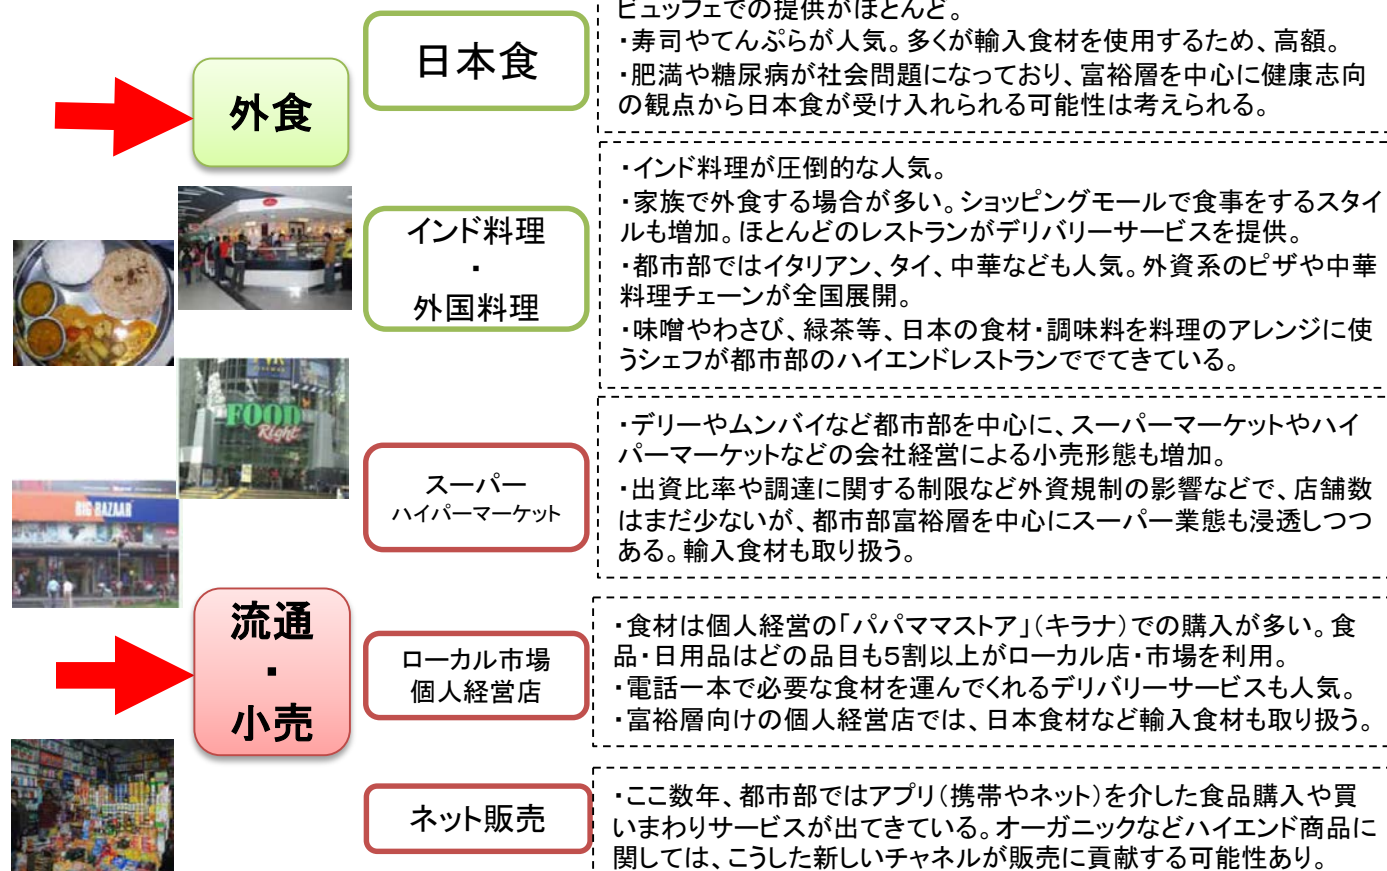 ビュッフェでの提供がほとんど。
・寿司やてんぷらが人気。多くが輸入食材を使用するため、高額。
・肥満や糖尿病が社会問題になっており、富裕層を中心に健康志向
の観点から日本食が受け入れられる可能性は考えられる。
日本食
外食
・インド料理が圧倒的な人気。
・家族で外食する場合が多い。ショッピングモールで食事をするスタイ
ルも増加。ほとんどのレストランがデリバリーサービスを提供。
・都市部ではイタリアン、タイ、中華なども人気。外資系のピザや中華
料理チェーンが全国展開。
・味噌やわさび、緑茶等、日本の食材・調味料を料理のアレンジに使
うシェフが都市部のハイエンドレストランででてきている。
インド料理
・
外国料理
FOOD
Right
BIG BAZAAR
スーパー
ハイパーマーケット
・デリーやムンバイなど都市部を中心に、スーパーマーケットやハイ
パーマーケットなどの会社経営による小売形態も増加。
・出資比率や調達に関する制限など外資規制の影響などで、店舗数
はまだ少ないが、都市部富裕層を中心にスーパー業態も浸透しつつ
ある。輸入食材も取り扱う。
流通
・
小売
ローカル市場
個人経営店
・食材は個人経営の「パパママストア」（キラナ）での購入が多い。食
品・日用品はどの品目も５割以上がローカル店・市場を利用。
・電話一本で必要な食材を運んでくれるデリバリーサービスも人気。
・富裕層向けの個人経営店では、日本食材など輸入食材も取り扱う。
ネット販売
・ここ数年、都市部ではアプリ（携帯やネット）を介した食品購入や買
いまわりサービスが出てきている。オーガニックなどハイエンド商品に
関しては、こうした新しいチャネルが販売に貢献する可能性あり。